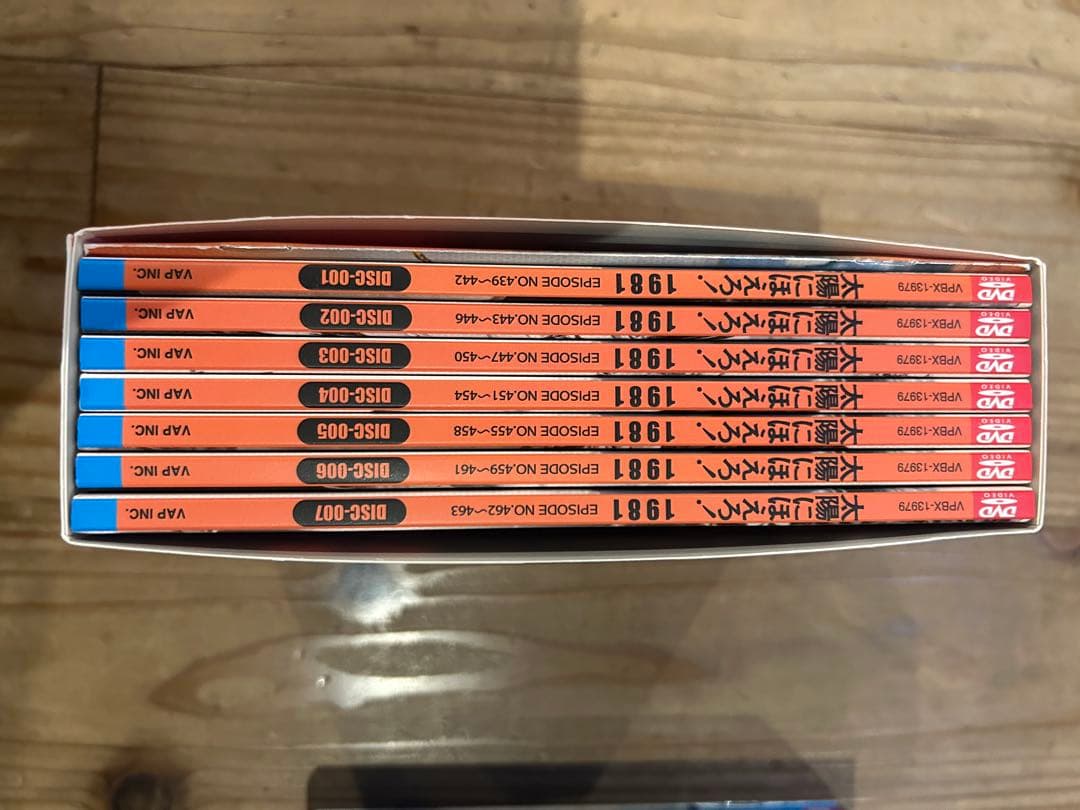 DVD VIDEO VPBX-13979 太陽にほえろ! 1981 EPISODE NO.439〜442 DISC-001 VAP INC.
DVD VIDEO VPBX-13979 太陽にほえろ! 1981 EPISODE NO.443〜446 DISC-002 VAP INC.
DVD VIDEO VPBX-13979 太陽にほえろ! 1981 EPISODE NO.447〜450 DISC-003 VAP INC.
DVD VIDEO VPBX-13979 太陽にほえろ! 1981 EPISODE NO.451〜454 DISC-004 VAP INC.
DVD VIDEO VPBX-13979 太陽にほえろ! 1981 EPISODE NO.455〜458 DISC-005 VAP INC.
DVD VIDEO VPBX-13979 太陽にほえろ! 1981 EPISODE NO.459〜461 DISC-006 VAP INC.
DVD VIDEO VPBX-13979 太陽にほえろ! 1981 EPISODE NO.462〜463 DISC-007 VAP INC.